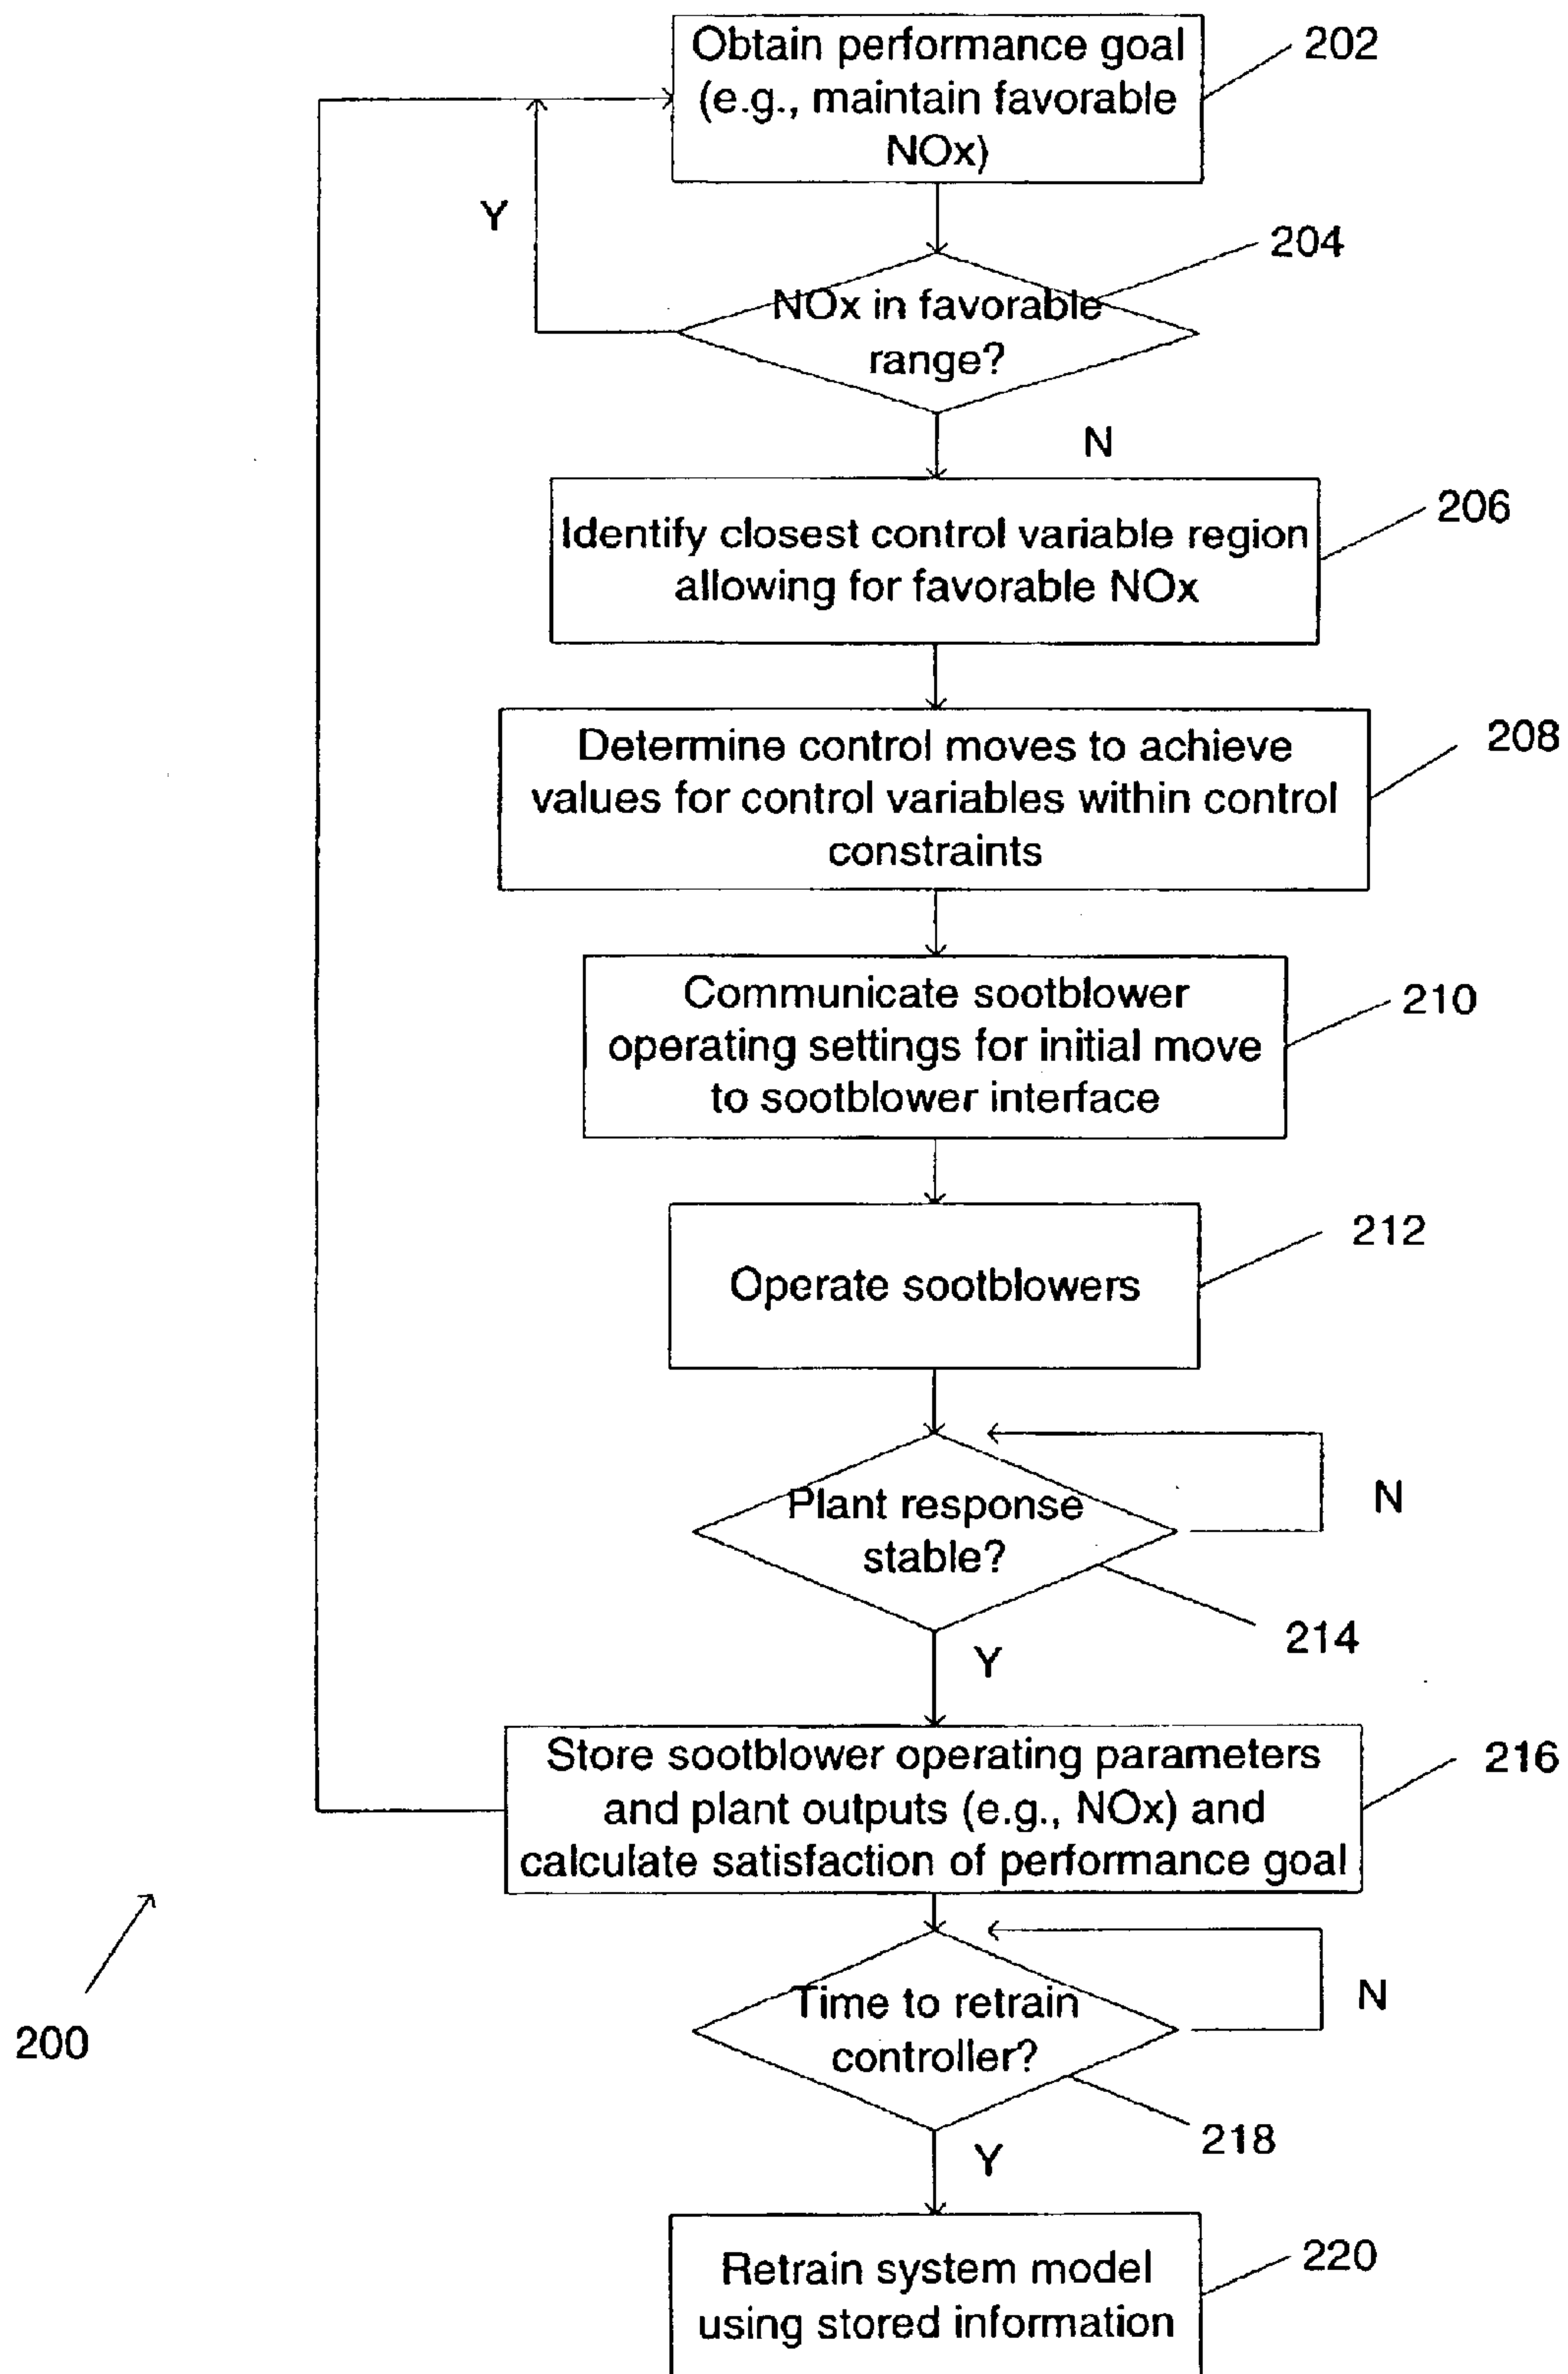 Obtain performance goal
(e.g., maintain favorable
NOx)
202
Y
204
NOx in favorable
range?
N
206
Identify closest control variable region
allowing for favorable NOx
208
Determine control moves to achieve
values for control variables within control
constraints
210
Communicate sootblower
operating settings for initial move
to sootblower interface
212
Operate sootblowers
Plant response
stable?
N
214
Y
216
Store sootblower operating parameters
and plant outputs (e.g., NOx) and
calculate satisfaction of performance goal
Time to retrain
controller?
N
200
218
Y
220
Retrain system model
using stored information